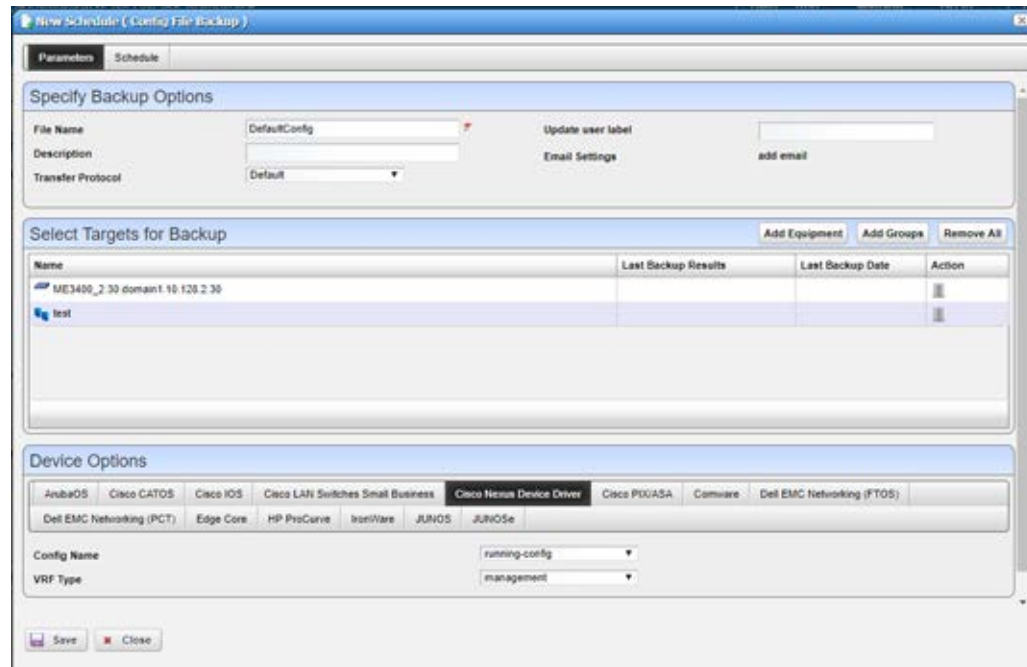 New Schedule ( Config File Backup )
Parameters Schedule
Specify Backup Options
File Name DefaultConfig Update user label
Description Email Settings add email
Transfer Protocol Default
Select Targets for Backup Add Equipment Add Groups Remove All
Name Last Backup Results Last Backup Date Action
ME3400_2.30.domain1.10.128.2.30
test
Device Options
ArubaOS Cisco CATOS Cisco IOS Cisco LAN Switches Small Business Cisco Nexus Device Driver Cisco PIX/ASA Comware Dell EMC Networking (FTOS)
Dell EMC Networking (PCT) Edge Core HP ProCurve IronWare JUNOS JUNOSe
Config Name running-config
VRF Type management
Save Close